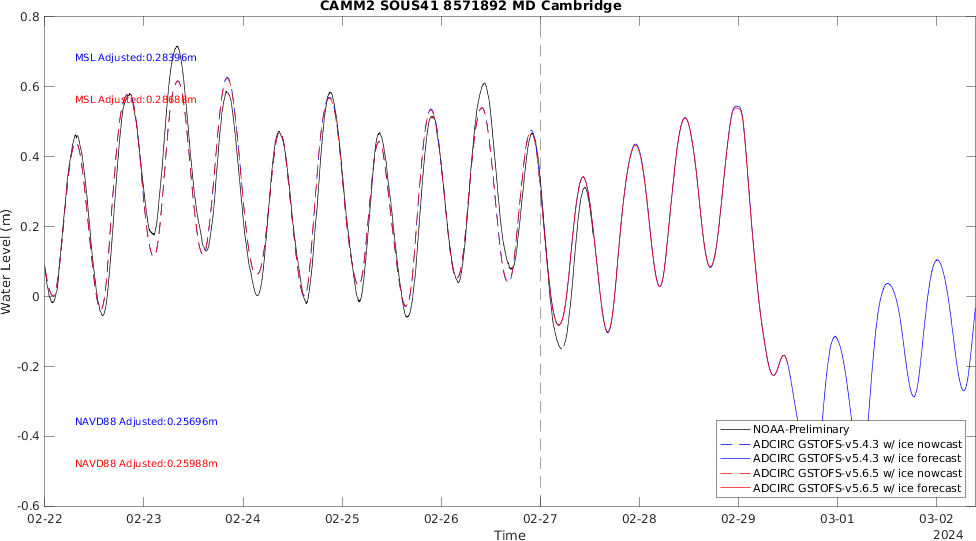 CAMM2 SOUS41 8571892 MD Cambridge
0.8
MSL Adjusted:0.28396m
0.6
MSL Adjusted:0.28688m
0.4
0.2
Water Level (m)
0
-0.2
NAVD88 Adjusted:0.25696m
-0.4
NAVD88 Adjusted:0.25988m
-0.6
NOAA-Preliminary
ADCIRC GSTOFS-v5.4.3 w/ ice nowcast
ADCIRC GSTOFS-v5.4.3 w/ ice forecast
ADCIRC GSTOFS-v5.6.5 w/ ice nowcast
ADCIRC GSTOFS-v5.6.5 w/ ice forecast
02-22 02-23 02-24 02-25 02-26 02-27 02-28 02-29 03-01 03-02
Time
2024